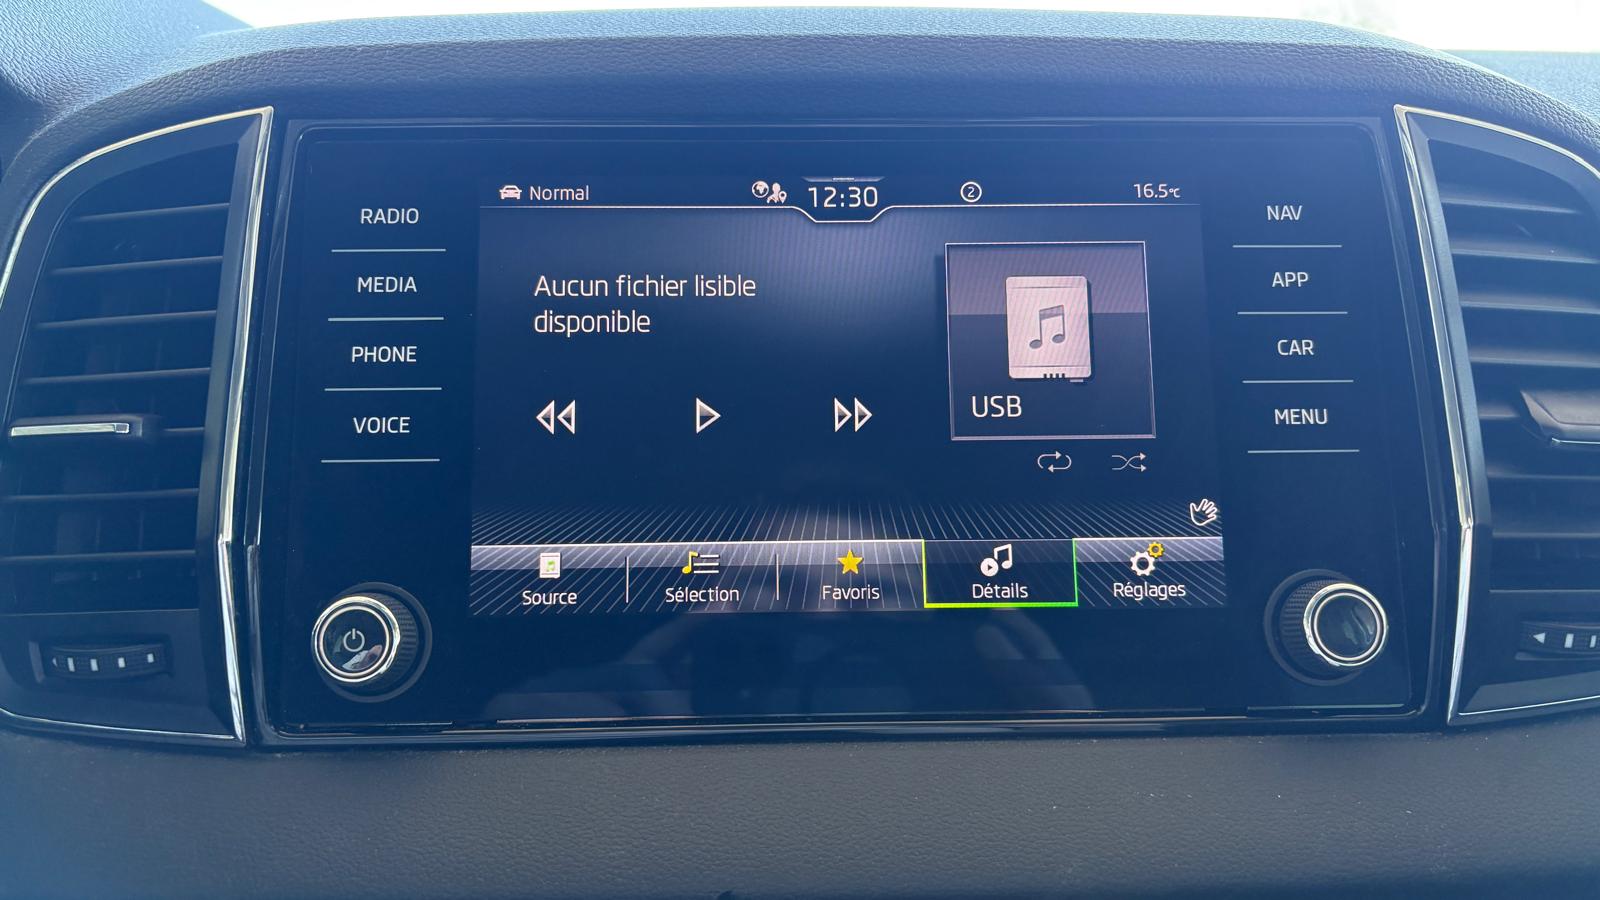 RADIO
MEDIA
PHONE
VOICE
Normal
12:30
2
16.5°C
Aucun fichier lisible
disponible
USB
Source
Sélection
Favoris
Détails
Réglages
NAV
APP
CAR
MENU